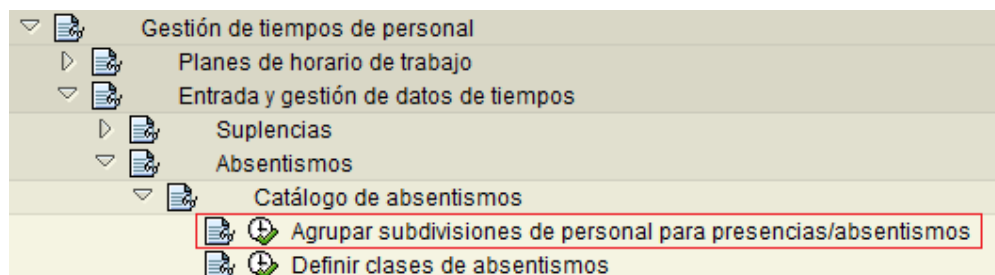 Gestión de tiempos de personal
Planes de horario de trabajo
Entrada y gestión de datos de tiempos
Suplencias
Absentismos
Catálogo de absentismos
Agrupar subdivisiones de personal para presencias/absentismos
Definir clases de absentismos